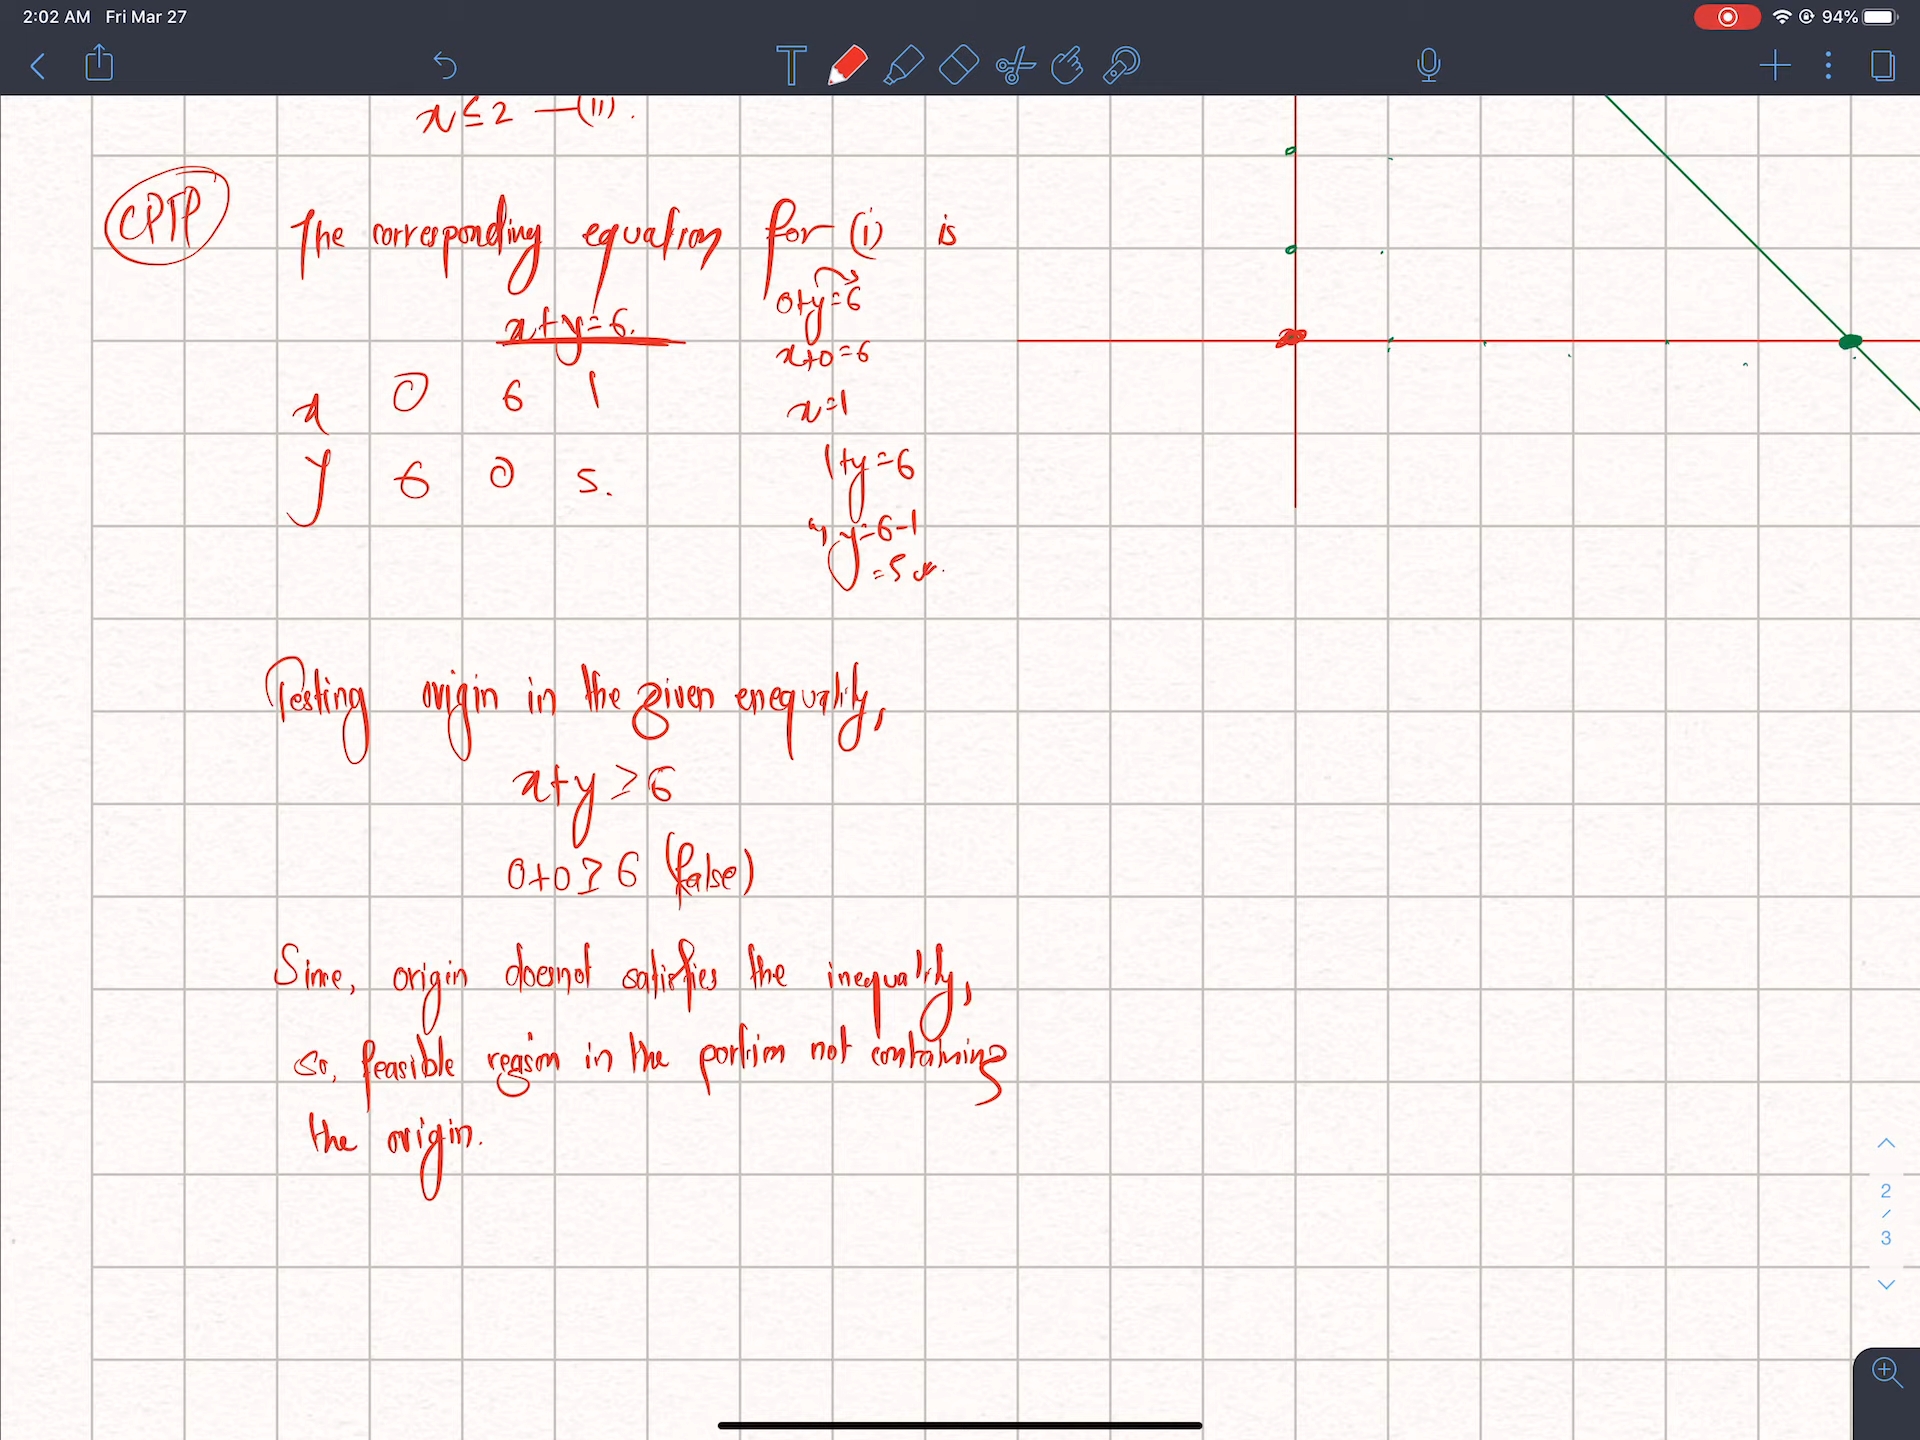 2:02 AM Fri Mar 27
94%
x ≤ 2 —(ii).
CPTP
The corresponding equation for (i) is
x+y=6.
0+y=6
x+0=6
x 0 6 1
y 6 0 5.
x=1
1+y=6
y=6-1
=5
Testing origin in the given enequality,
x+y ≥ 6
0+0 ≥ 6 (false)
Sine, origin doesnot satisfies the inequality,
so, feasible region in the portion not containing
the origin.
2
/
3